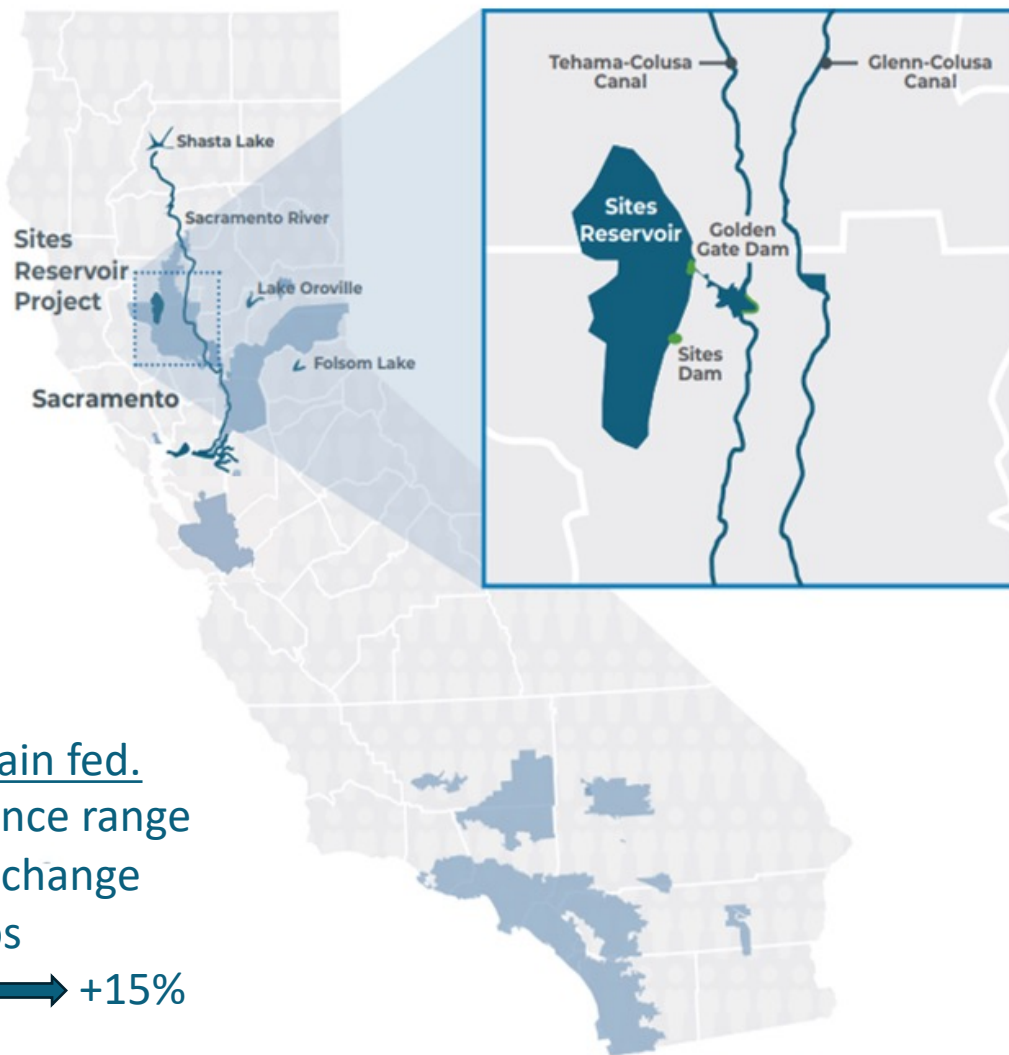 Tehama-Colusa
Canal
Glenn-Colusa
Canal
Shasta Lake
Sites
Reservoir
Golden
Gate Dam
Sites
Dam
Sacramento River
Sites
Reservoir
Project
Lake Oroville
Folsom Lake
Sacramento
ain fed.
nce range
change
os
+15%